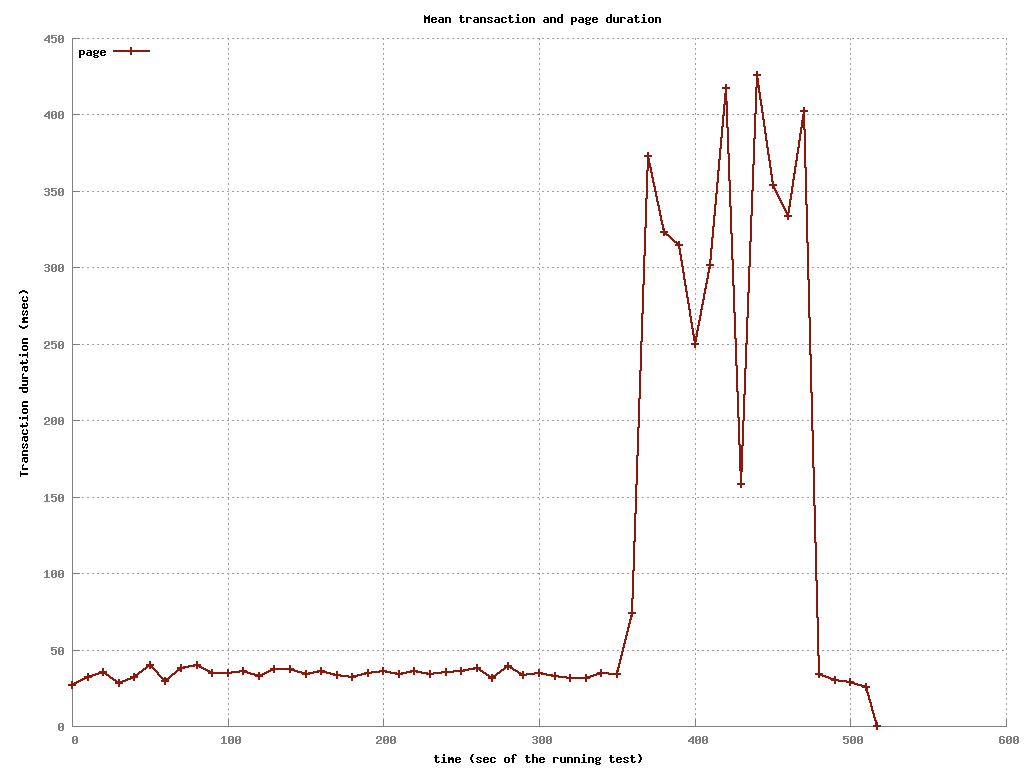 Mean transaction and page duration
page
450
400
350
300
250
200
150
100
50
0
Transaction duration (msec)
0 100 200 300 400 500 600
time (sec of the running test)